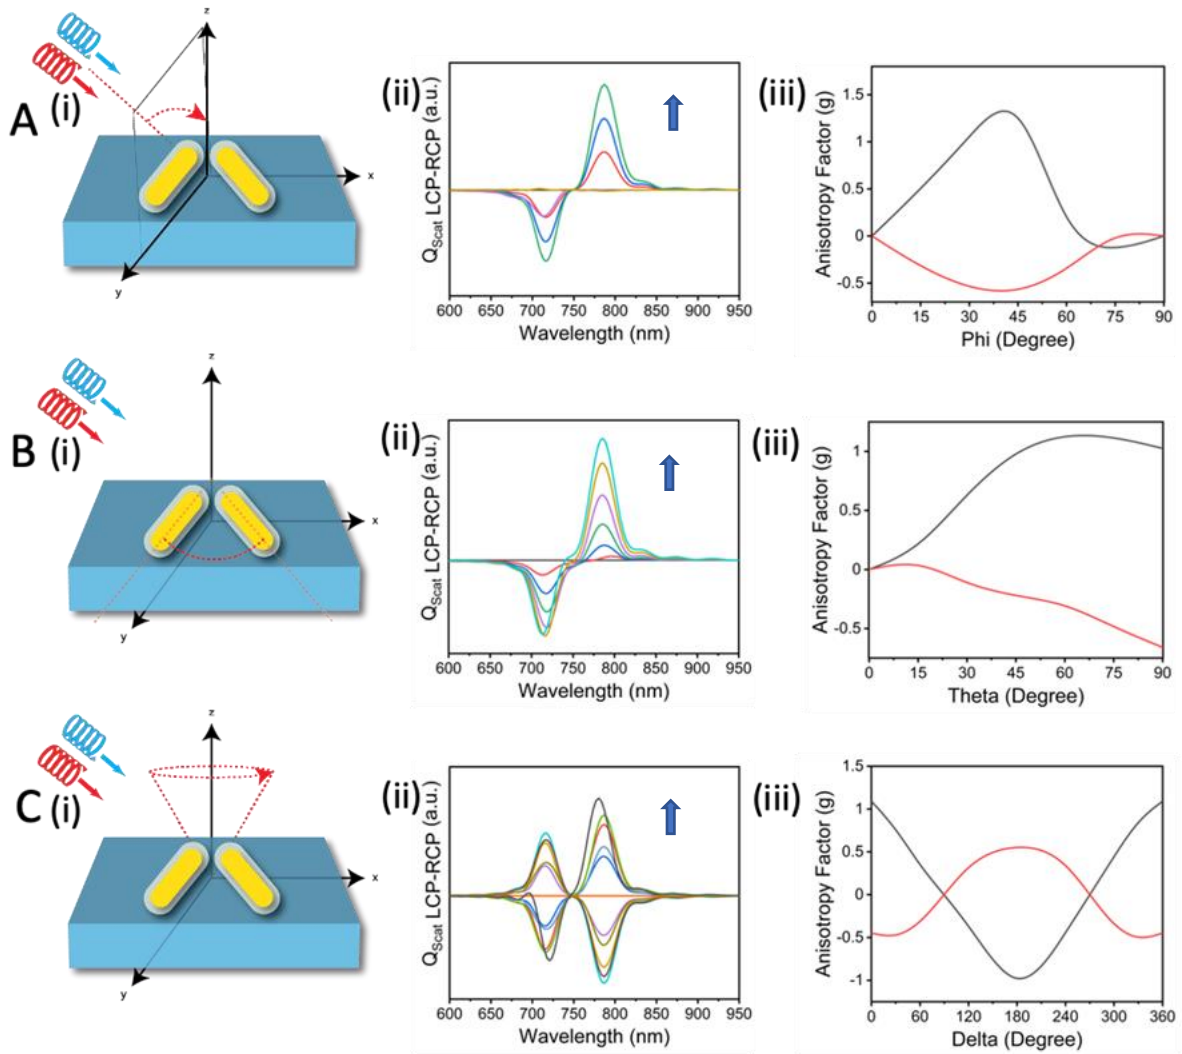 A (i)
z
x
y
(ii)
Q_Scat LCP-RCP (a.u.)
600 650 700 750 800 850 900 950
Wavelength (nm)
(iii)
Anisotropy Factor (g)
1.5
1
0.5
0
-0.5
0 15 30 45 60 75 90
Phi (Degree)
B (i)
z
x
y
(ii)
Q_Scat LCP-RCP (a.u.)
600 650 700 750 800 850 900 950
Wavelength (nm)
(iii)
Anisotropy Factor (g)
1
0.5
0
-0.5
0 15 30 45 60 75 90
Theta (Degree)
C (i)
z
x
y
(ii)
Q_Scat LCP-RCP (a.u.)
600 650 700 750 800 850 900 950
Wavelength (nm)
(iii)
Anisotropy Factor (g)
1.5
1
0.5
0
-0.5
-1
0 60 120 180 240 300 360
Delta (Degree)